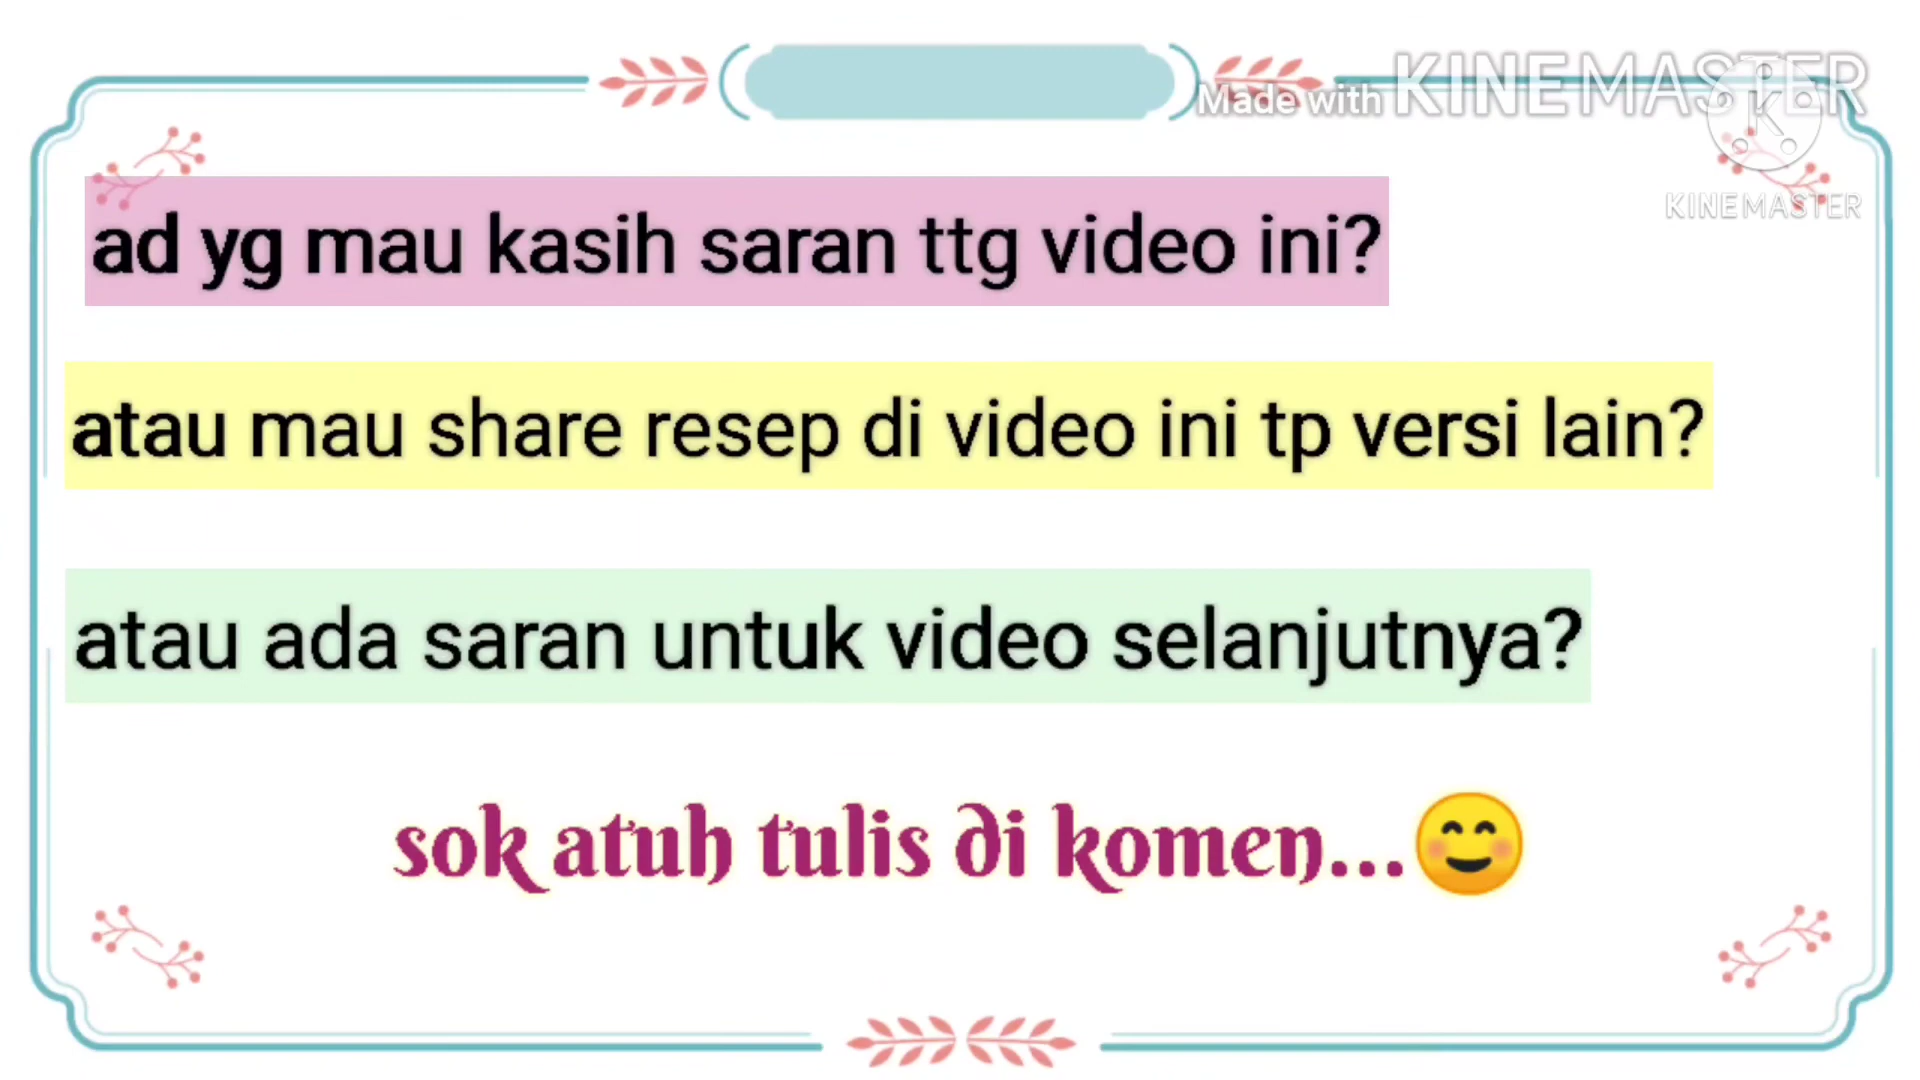 Made with KINEMASTER
KINEMASTER
ad yg mau kasih saran ttg video ini?
atau mau share resep di video ini tp versi lain?
atau ada saran untuk video selanjutnya?
sok atuh tulis di komen...😊